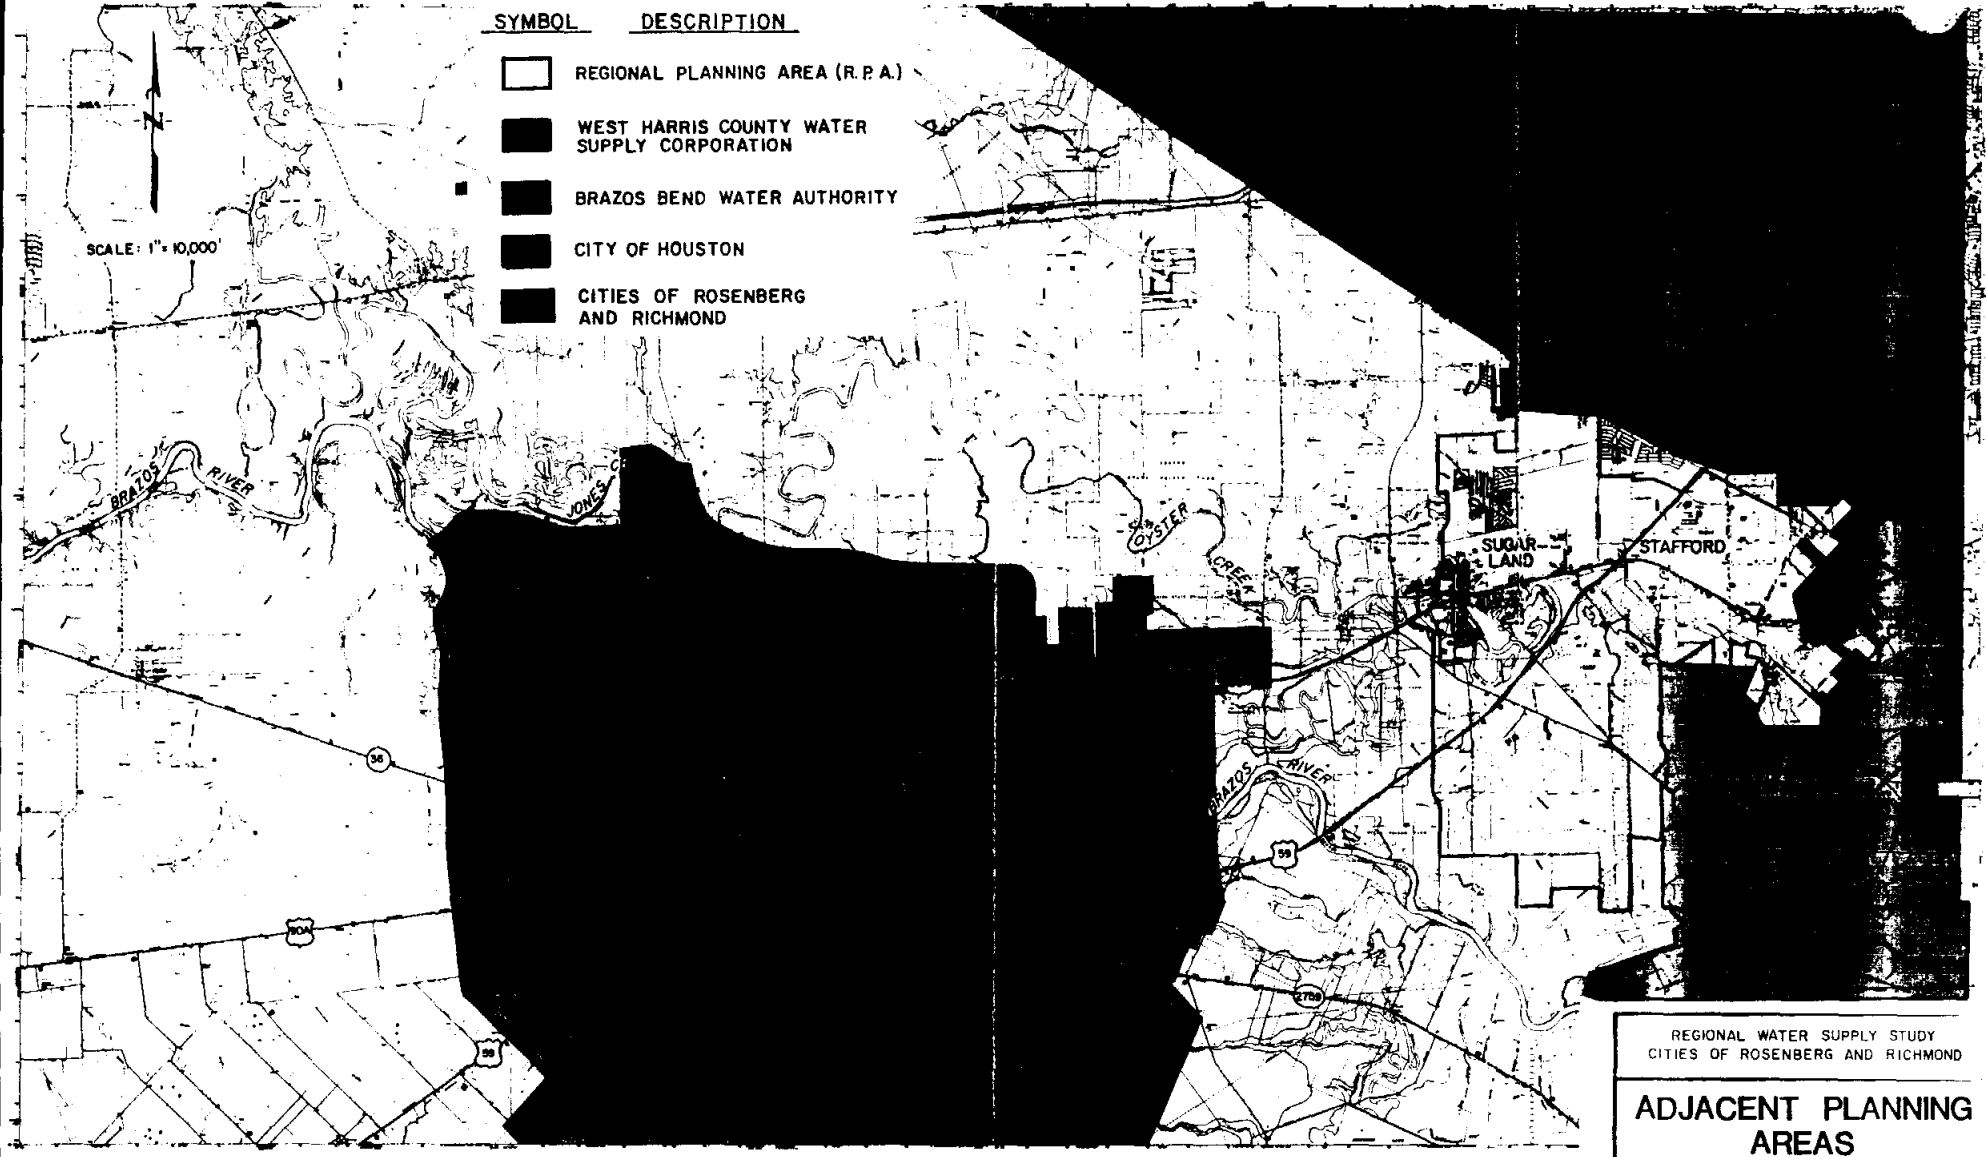 SYMBOL DESCRIPTION
REGIONAL PLANNING AREA (R.P.A.)
WEST HARRIS COUNTY WATER
SUPPLY CORPORATION
BRAZOS BEND WATER AUTHORITY
CITY OF HOUSTON
CITIES OF ROSENBERG
AND RICHMOND
N
SCALE: 1"= 10,000'
BRAZOS RIVER
JONES
OYSTER
CREEK
SUGAR
LAND
STAFFORD
36
BRAZOS RIVER
59
90A
2759
59
REGIONAL WATER SUPPLY STUDY
CITIES OF ROSENBERG AND RICHMOND
ADJACENT PLANNING
AREAS